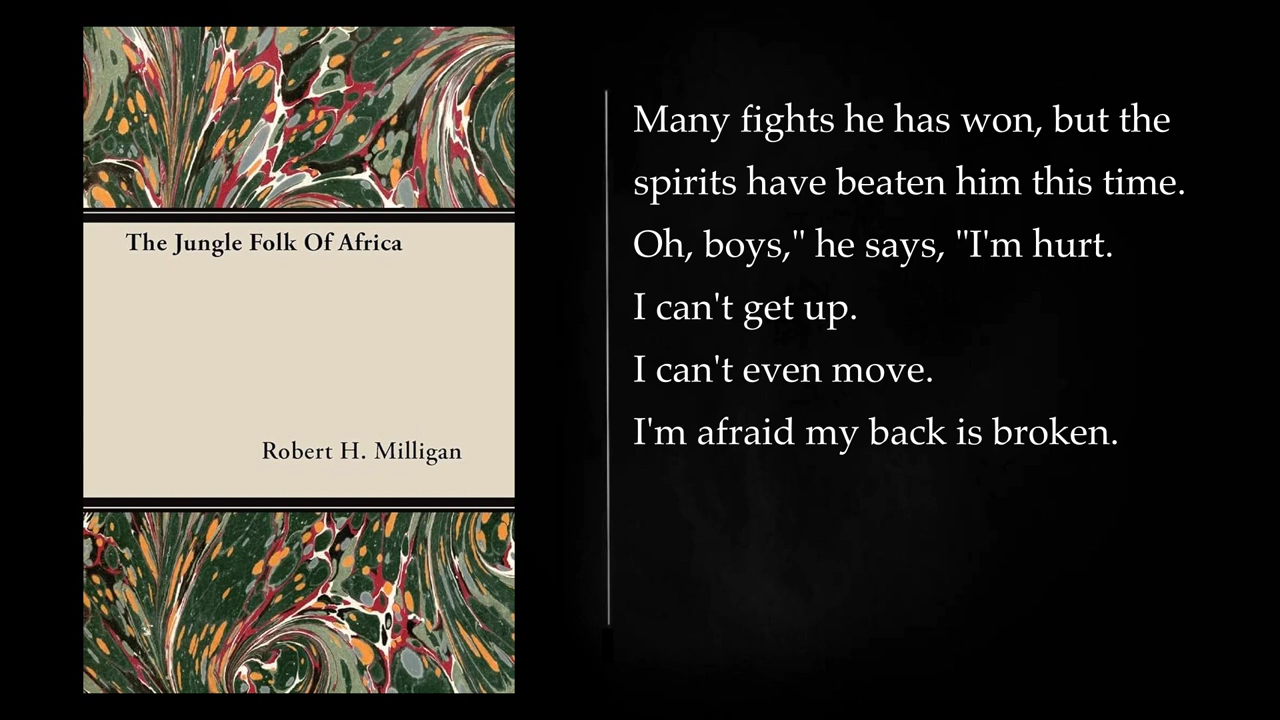 The Jungle Folk Of Africa
Robert H. Milligan
Many fights he has won, but the
spirits have beaten him this time.
Oh, boys," he says, "I'm hurt.
I can't get up.
I can't even move.
I'm afraid my back is broken.